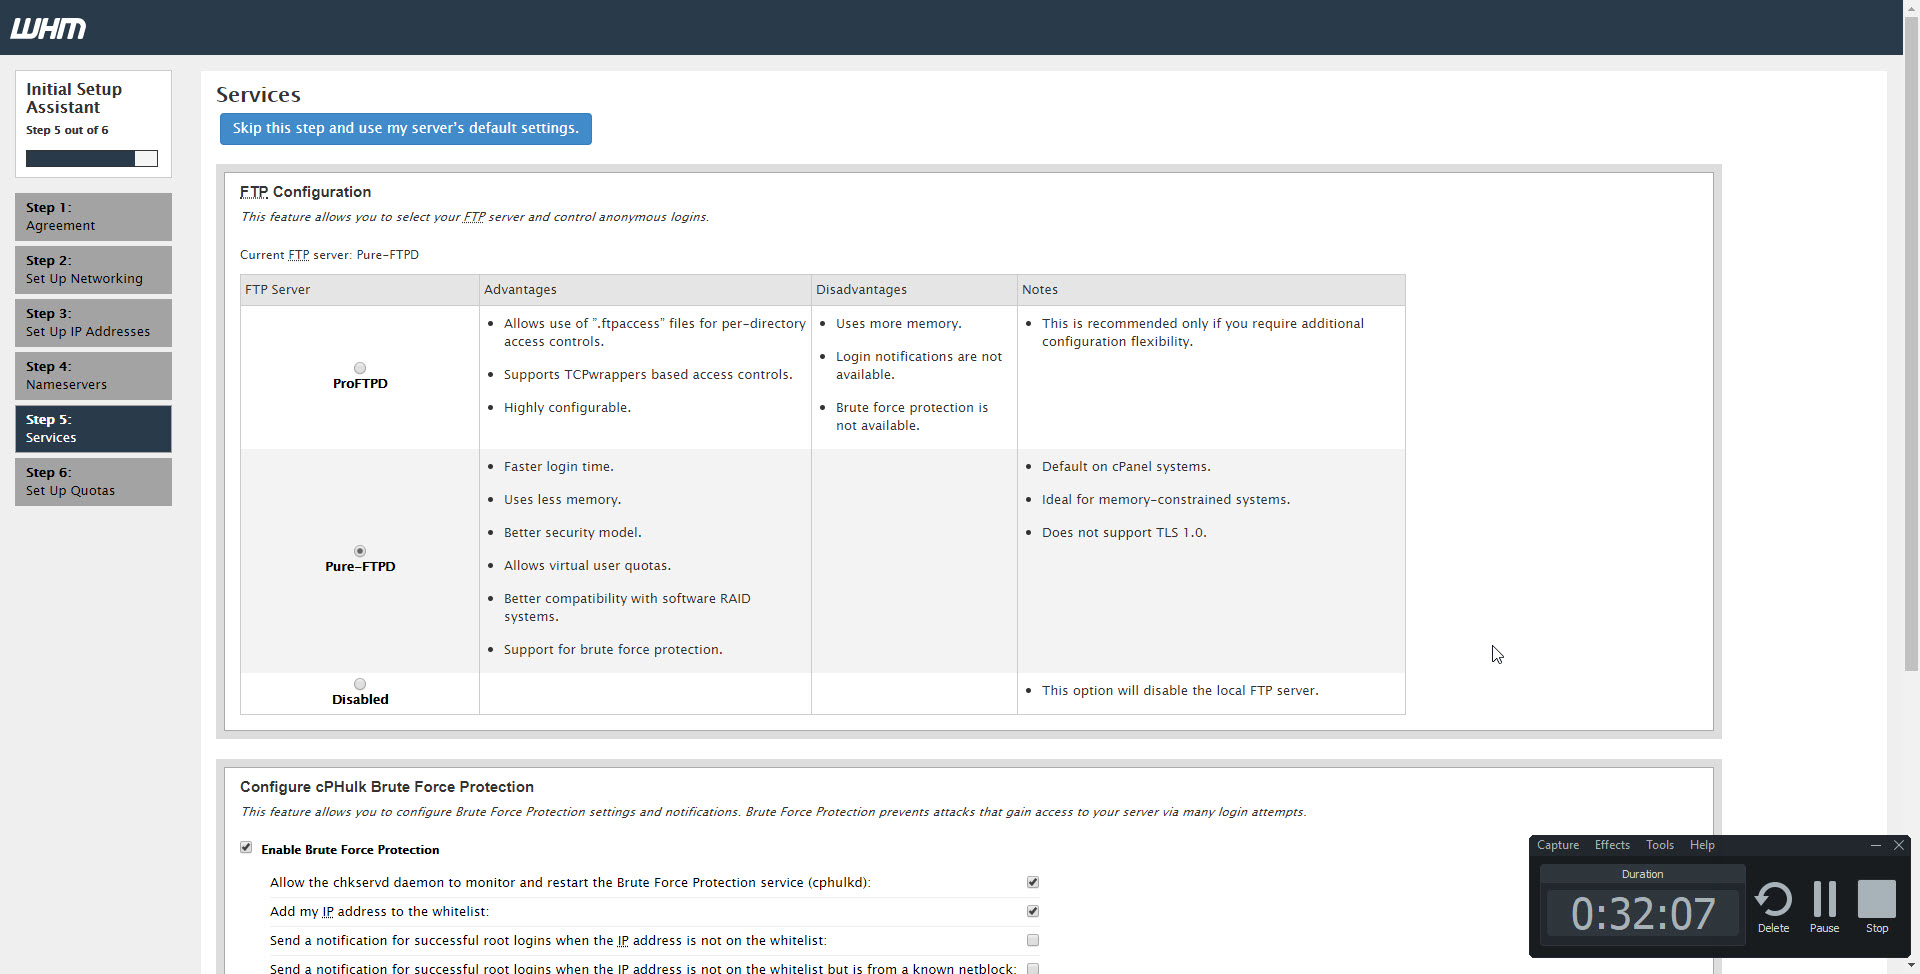 WHM
Initial Setup
Assistant
Step 5 out of 6
Step 1:
Agreement
Step 2:
Set Up Networking
Step 3:
Set Up IP Addresses
Step 4:
Nameservers
Step 5:
Services
Step 6:
Set Up Quotas
Services
Skip this step and use my server's default settings.
FTP Configuration
This feature allows you to select your FTP server and control anonymous logins.
Current FTP server: Pure-FTPD
FTP Server Advantages Disadvantages Notes
ProFTPD
Allows use of ".ftpaccess" files for per-directory
access controls.
Supports TCPwrappers based access controls.
Highly configurable.
Uses more memory.
Login notifications are not
available.
Brute force protection is
not available.
This is recommended only if you require additional
configuration flexibility.
Pure-FTPD
Faster login time.
Uses less memory.
Better security model.
Allows virtual user quotas.
Better compatibility with software RAID
systems.
Support for brute force protection.
Default on cPanel systems.
Ideal for memory-constrained systems.
Does not support TLS 1.0.
Disabled
This option will disable the local FTP server.
Configure cPHulk Brute Force Protection
This feature allows you to configure Brute Force Protection settings and notifications. Brute Force Protection prevents attacks that gain access to your server via many login attempts.
Enable Brute Force Protection
Allow the chkservd daemon to monitor and restart the Brute Force Protection service (cphulkd):
Add my IP address to the whitelist:
Send a notification for successful root logins when the IP address is not on the whitelist:
Send a notification for successful root logins when the IP address is not on the whitelist but is from a known netblock:
Capture Effects Tools Help
Duration
0:32:07
Delete Pause Stop